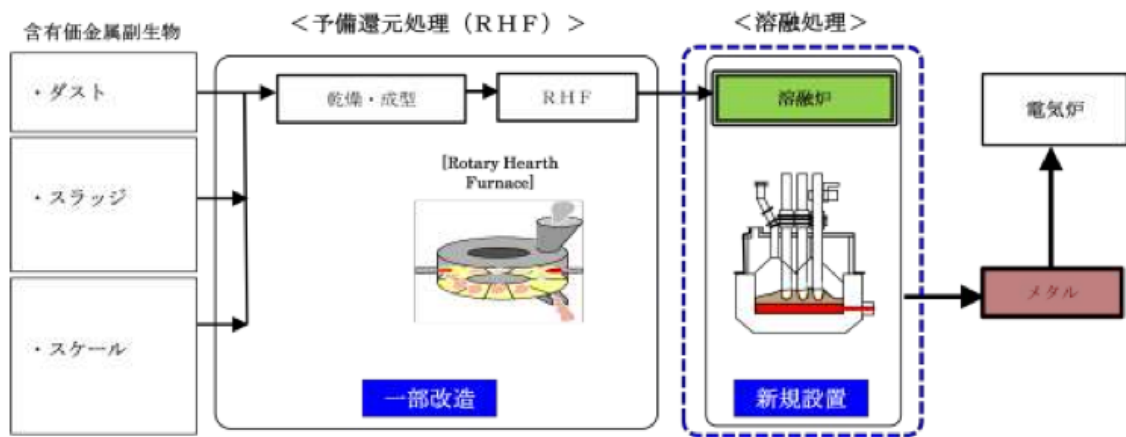 含有価金属副生物
＜予備還元処理（ＲＨＦ）＞
＜溶融処理＞
・ダスト
・スラッジ
・スケール
乾燥・成型
ＲＨＦ
[Rotary Hearth
Furnace]
一部改造
溶融炉
新規設置
電気炉
メタル